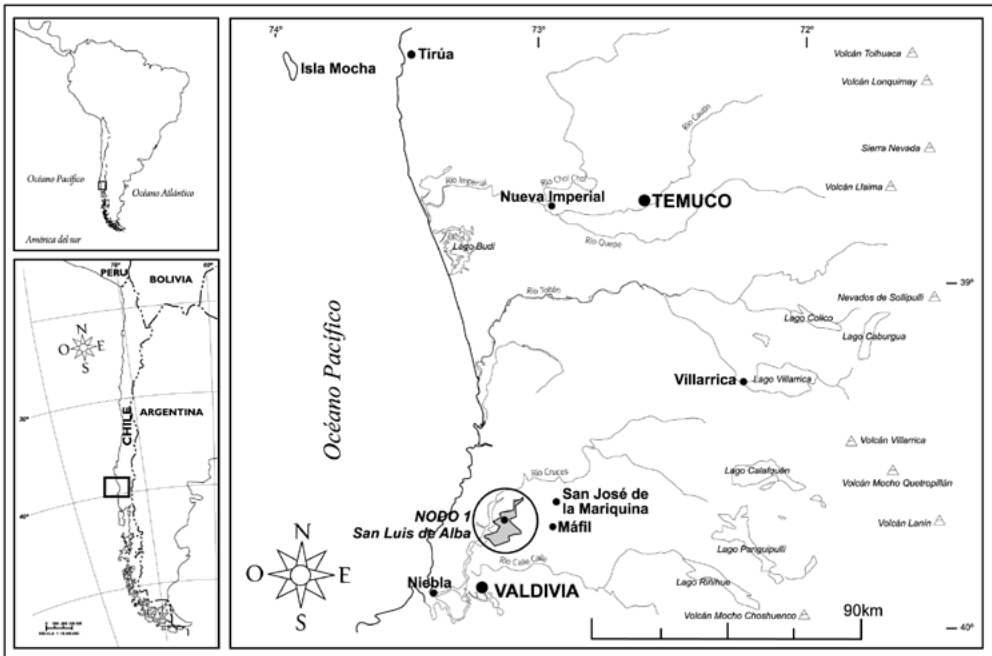 Océano Pacífico
Océano Atlántico
América del sur
70°
60°
PERU
BOLIVIA
N
O
E
S
CHILE
ARGENTINA
30°
40°
74°
73°
72°
Isla Mocha
Tirúa
Volcán Tolhuaca
Volcán Lonquimay
Río Cautín
Sierra Nevada
Río Imperial
Río Chol Chol
Volcán Llaima
Nueva Imperial
TEMUCO
Río Quepe
Lago Budi
Océano Pacífico
39°
Río Toltén
Nevados de Sollipulli
Lago Colico
Lago Caburgua
Villarrica
Lago Villarrica
Volcán Villarrica
Río Cruces
Lago Calafquén
Volcán Mocho Quetropillán
San José de
la Mariquina
NODO 1
San Luis de Alba
Máfil
Volcán Lanín
Lago Panguipulli
N
O
E
S
Río Calle Calle
Niebla
VALDIVIA
Lago Riñihue
Volcán Mocho Choshuenco
90km
40°